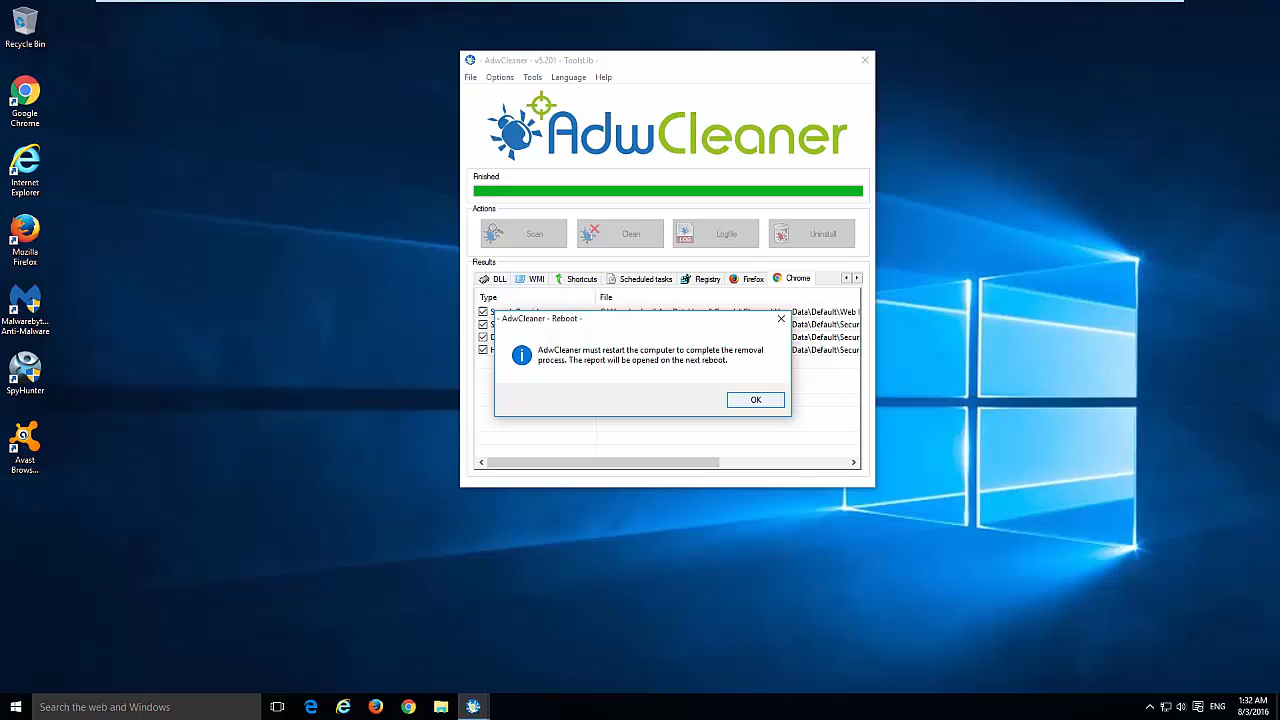 Recycle Bin
Google
Chrome
Internet
Explorer
Mozilla
Firefox
Malwarebyt...
Anti-Malware
SpyHunter
Avast
Brows...
- AdwCleaner - v5.201 - ToolsLib -
File Options Tools Language Help
AdwCleaner
Finished
Actions
Scan Clean LOG Logfile Uninstall
Results
DLL WMI Shortcuts Scheduled tasks Registry Firefox Chrome
Type File
Data\Default\Web
- AdwCleaner - Reboot -
Data\Default\Secur
Data\Default\Secur
Data\Default\Secur
AdwCleaner must restart the computer to complete the removal
process. The report will be opened on the next reboot.
OK
Search the web and Windows
ENG
1:32 AM
8/3/2016